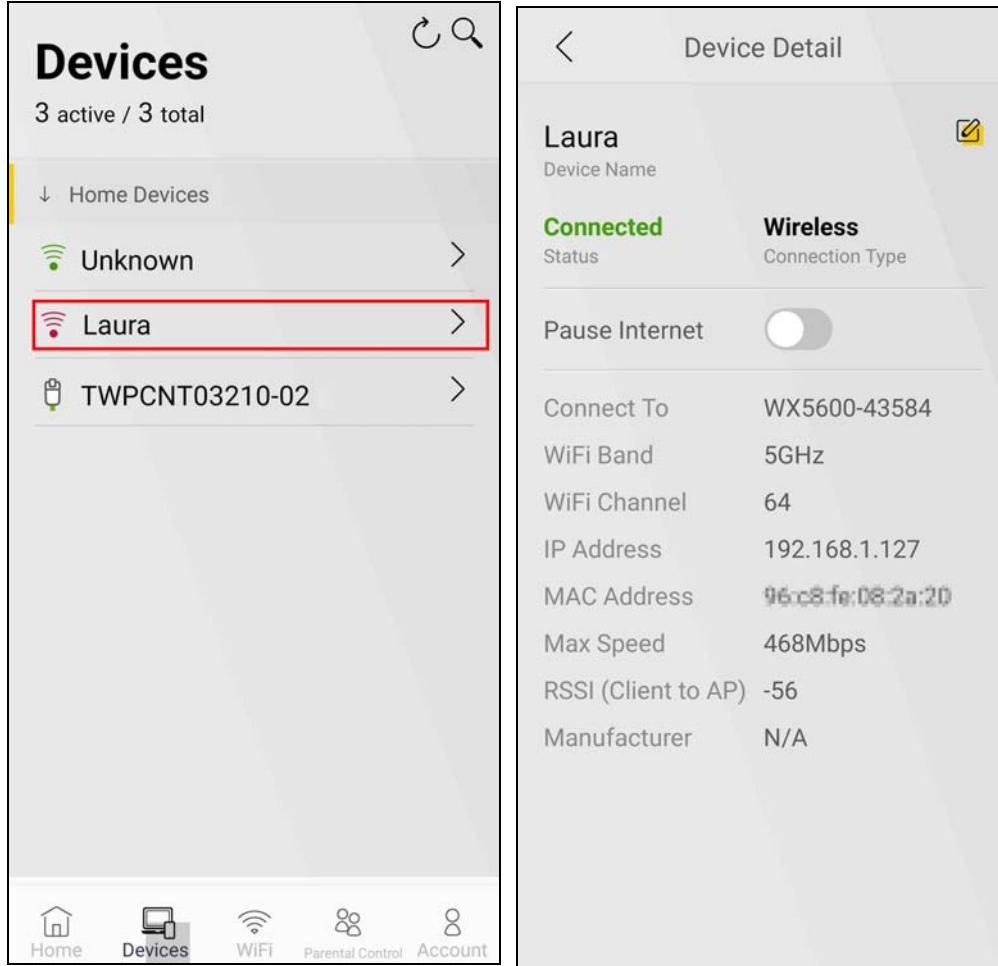 Devices
3 active / 3 total
↓ Home Devices
Unknown
Laura
TWPCNT03210-02
Home Devices WiFi Parental Control Account
Device Detail
Laura
Device Name
Connected Wireless
Status Connection Type
Pause Internet
Connect To WX5600-43584
WiFi Band 5GHz
WiFi Channel 64
IP Address 192.168.1.127
MAC Address
Max Speed 468Mbps
RSSI (Client to AP) -56
Manufacturer N/A